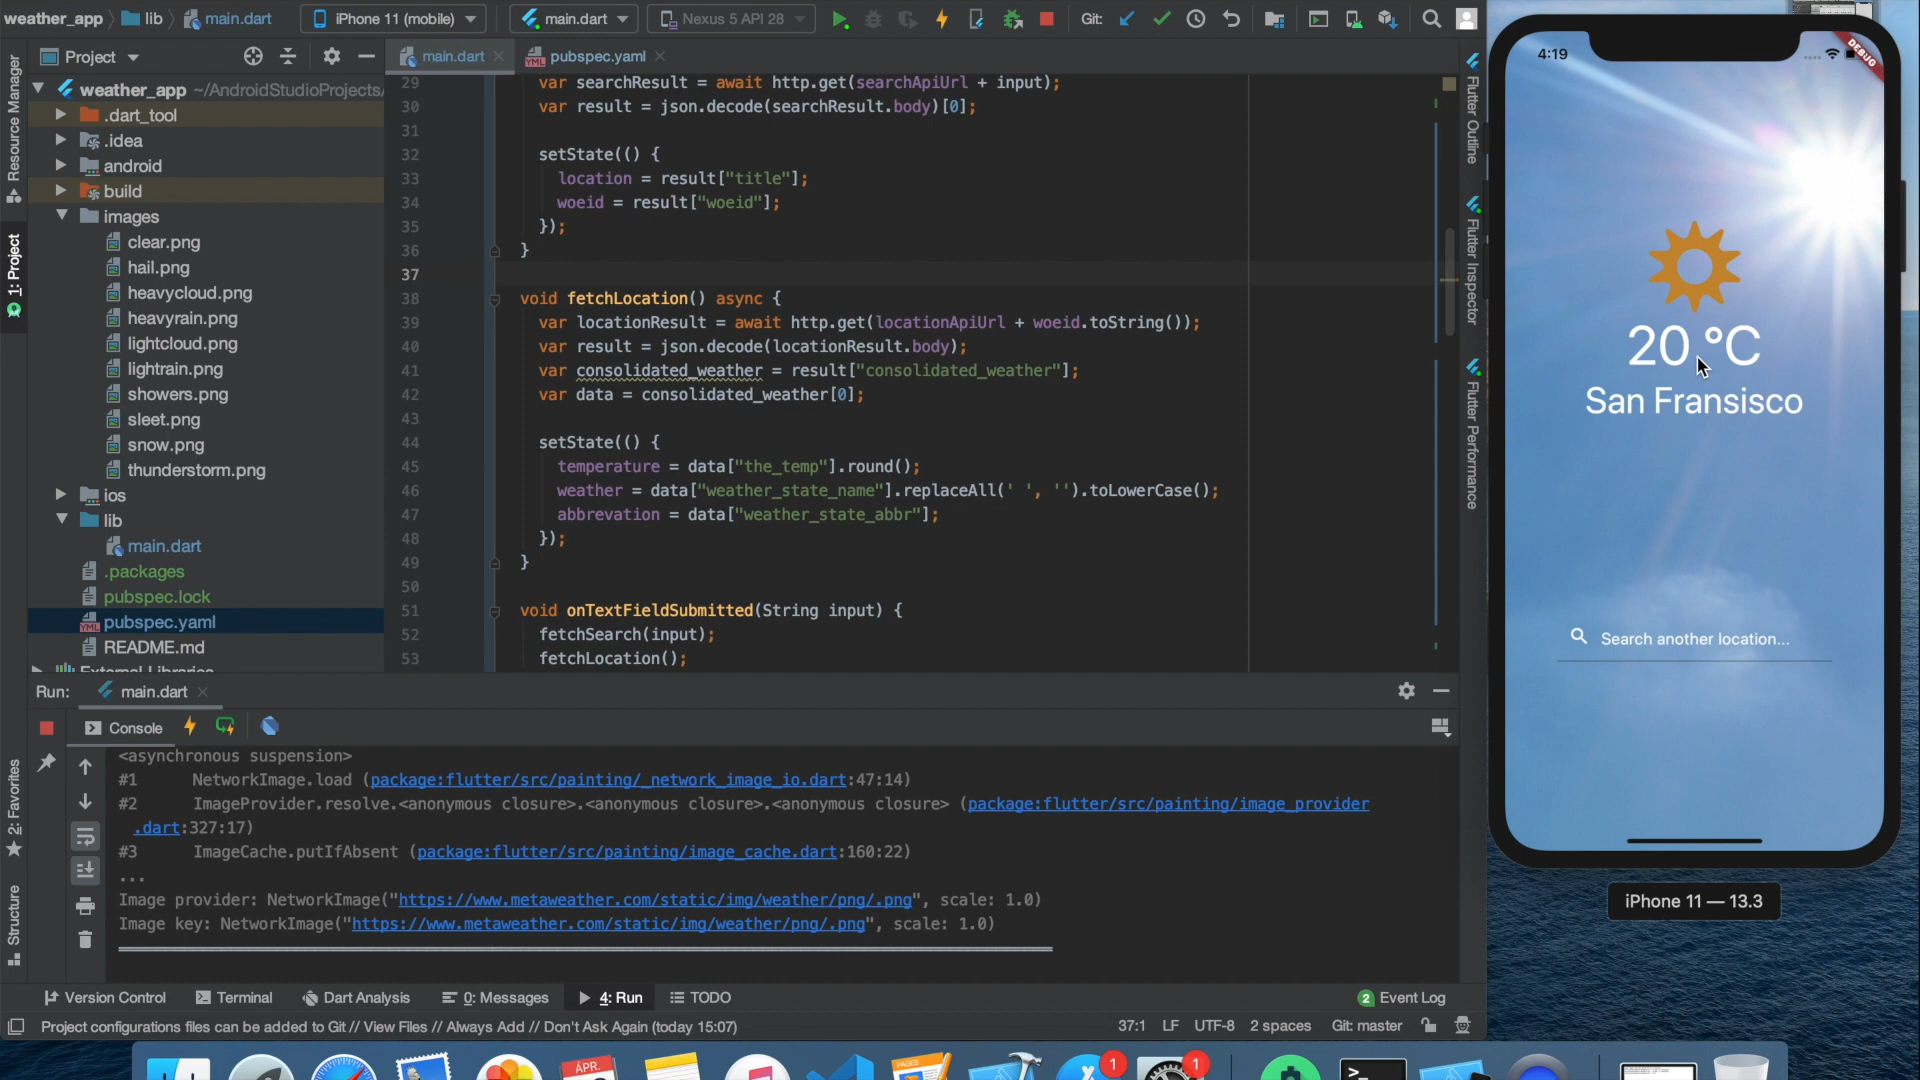 weather_app lib main.dart iPhone 11 (mobile) main.dart Nexus 5 API 28 Git:
Project main.dart pubspec.yaml
weather_app ~/AndroidStudioProjects/
.dart_tool
.idea
android
build
images
clear.png
hail.png
heavycloud.png
heavyrain.png
lightcloud.png
lightrain.png
showers.png
sleet.png
snow.png
thunderstorm.png
ios
lib
main.dart
.packages
pubspec.lock
pubspec.yaml
README.md
External Libraries
Resource Manager
1: Project
2: Favorites
Structure
29 var searchResult = await http.get(searchApiUrl + input);
30 var result = json.decode(searchResult.body)[0];
31
32 setState(() {
33 location = result["title"];
34 woeid = result["woeid"];
35 });
36 }
37
38 void fetchLocation() async {
39 var locationResult = await http.get(locationApiUrl + woeid.toString());
40 var result = json.decode(locationResult.body);
41 var consolidated_weather = result["consolidated_weather"];
42 var data = consolidated_weather[0];
43
44 setState(() {
45 temperature = data["the_temp"].round();
46 weather = data["weather_state_name"].replaceAll(' ', '').toLowerCase();
47 abbrevation = data["weather_state_abbr"];
48 });
49 }
50
51 void onTextFieldSubmitted(String input) {
52 fetchSearch(input);
53 fetchLocation();
Flutter Outline
Flutter Inspector
Flutter Performance
Run: main.dart
Console
<asynchronous suspension>
#1 NetworkImage.load (package:flutter/src/painting/_network_image_io.dart:47:14)
#2 ImageProvider.resolve.<anonymous closure>.<anonymous closure>.<anonymous closure> (package:flutter/src/painting/image_provider
.dart:327:17)
#3 ImageCache.putIfAbsent (package:flutter/src/painting/image_cache.dart:160:22)
...
Image provider: NetworkImage("https://www.metaweather.com/static/img/weather/png/.png", scale: 1.0)
Image key: NetworkImage("https://www.metaweather.com/static/img/weather/png/.png", scale: 1.0)
Version Control Terminal Dart Analysis 0: Messages 4: Run TODO 2 Event Log
Project configurations files can be added to Git // View Files // Always Add // Don't Ask Again (today 15:07) 37:1 LF UTF-8 2 spaces Git: master
4:19
DEBUG
20 °C
San Fransisco
Search another location...
iPhone 11 — 13.3
APR.
1
1